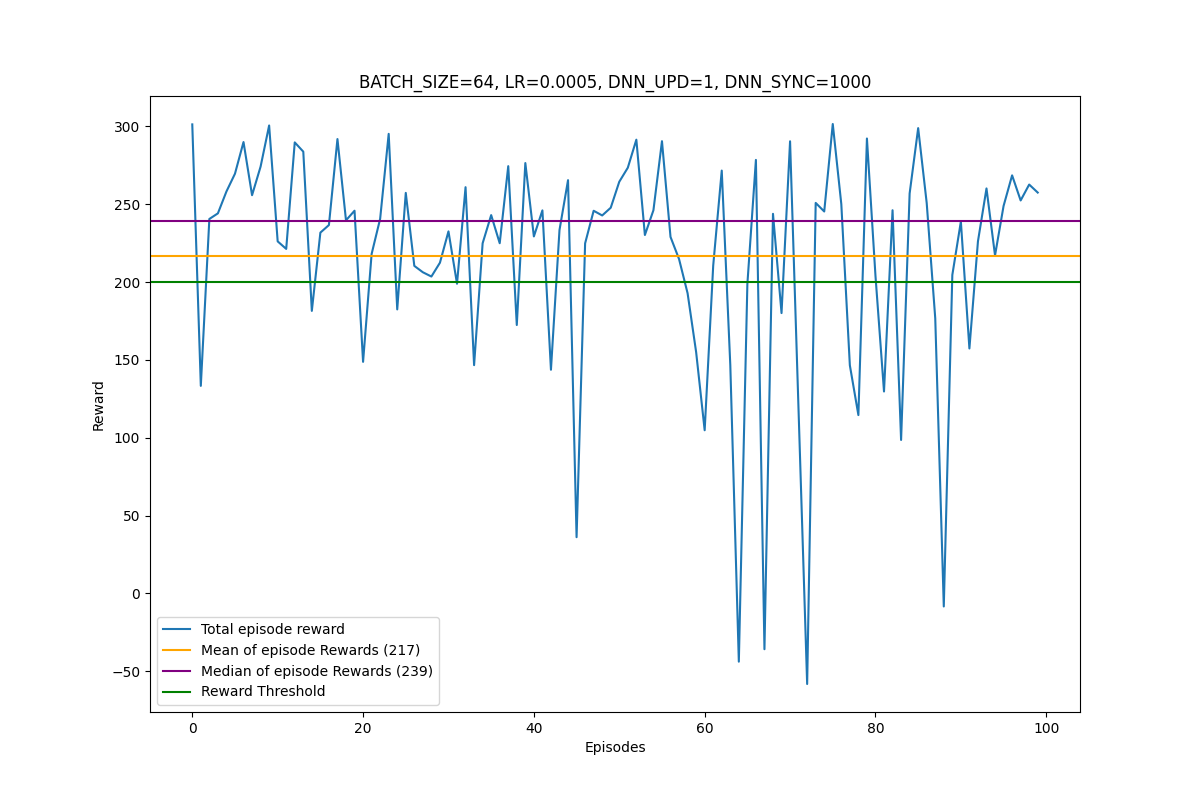 BATCH_SIZE=64, LR=0.0005, DNN_UPD=1, DNN_SYNC=1000
300
250
200
150
100
50
0
−50
Reward
Total episode reward
Mean of episode Rewards (217)
Median of episode Rewards (239)
Reward Threshold
0 20 40 60 80 100
Episodes